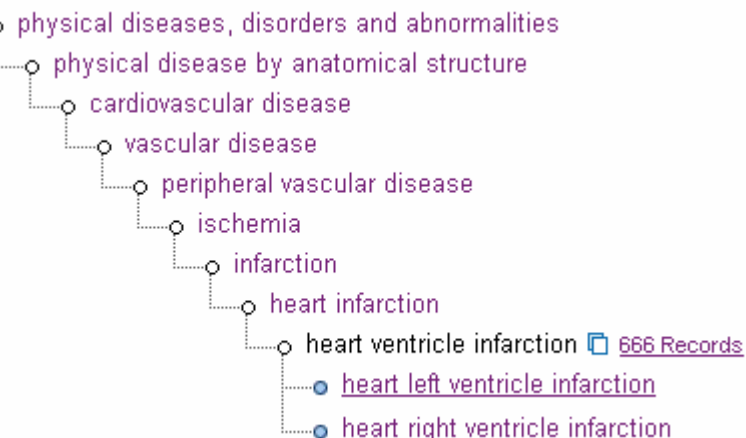 physical diseases, disorders and abnormalities
physical disease by anatomical structure
cardiovascular disease
vascular disease
peripheral vascular disease
ischemia
infarction
heart infarction
heart ventricle infarction 666 Records
heart left ventricle infarction
heart right ventricle infarction